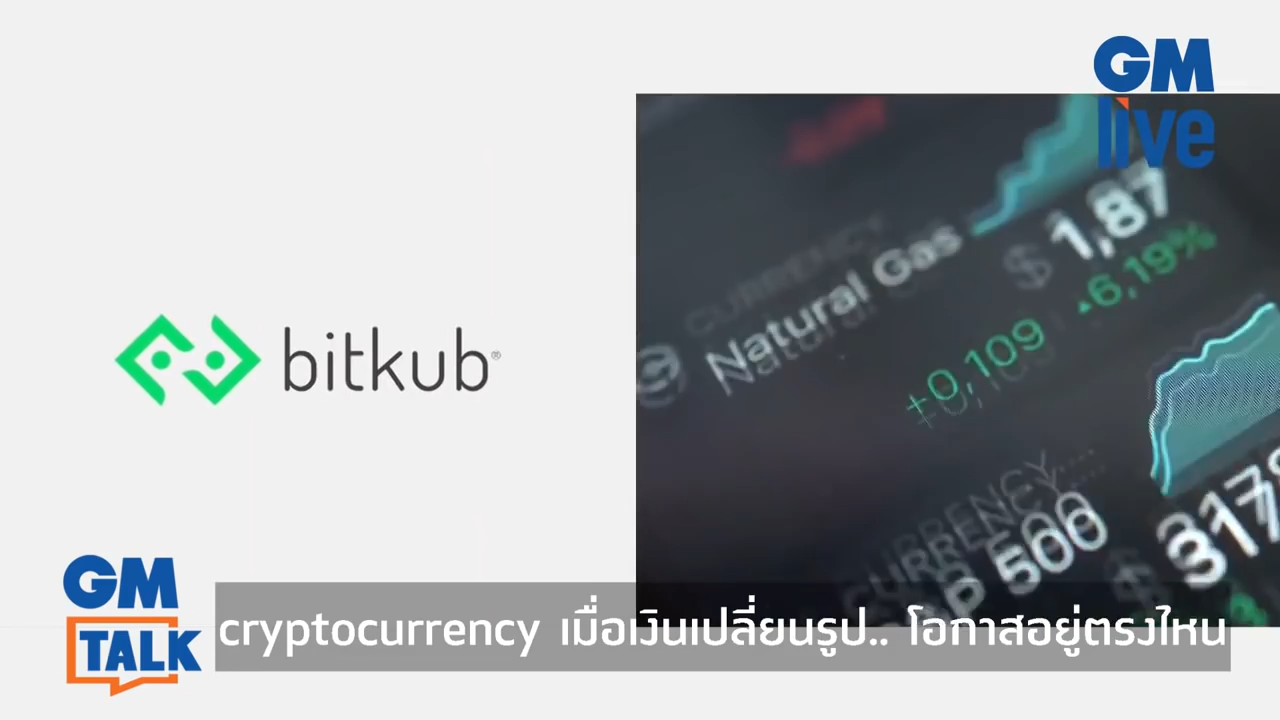 GM
live
bitkub®
CURRENCY
Natural Gas
$ 1,87
+0,109
▲6,19%
CURRENCY
500
$
GM
TALK
cryptocurrency เมื่อเงินเปลี่ยนรูป.. โอกาสอยู่ตรงไหน